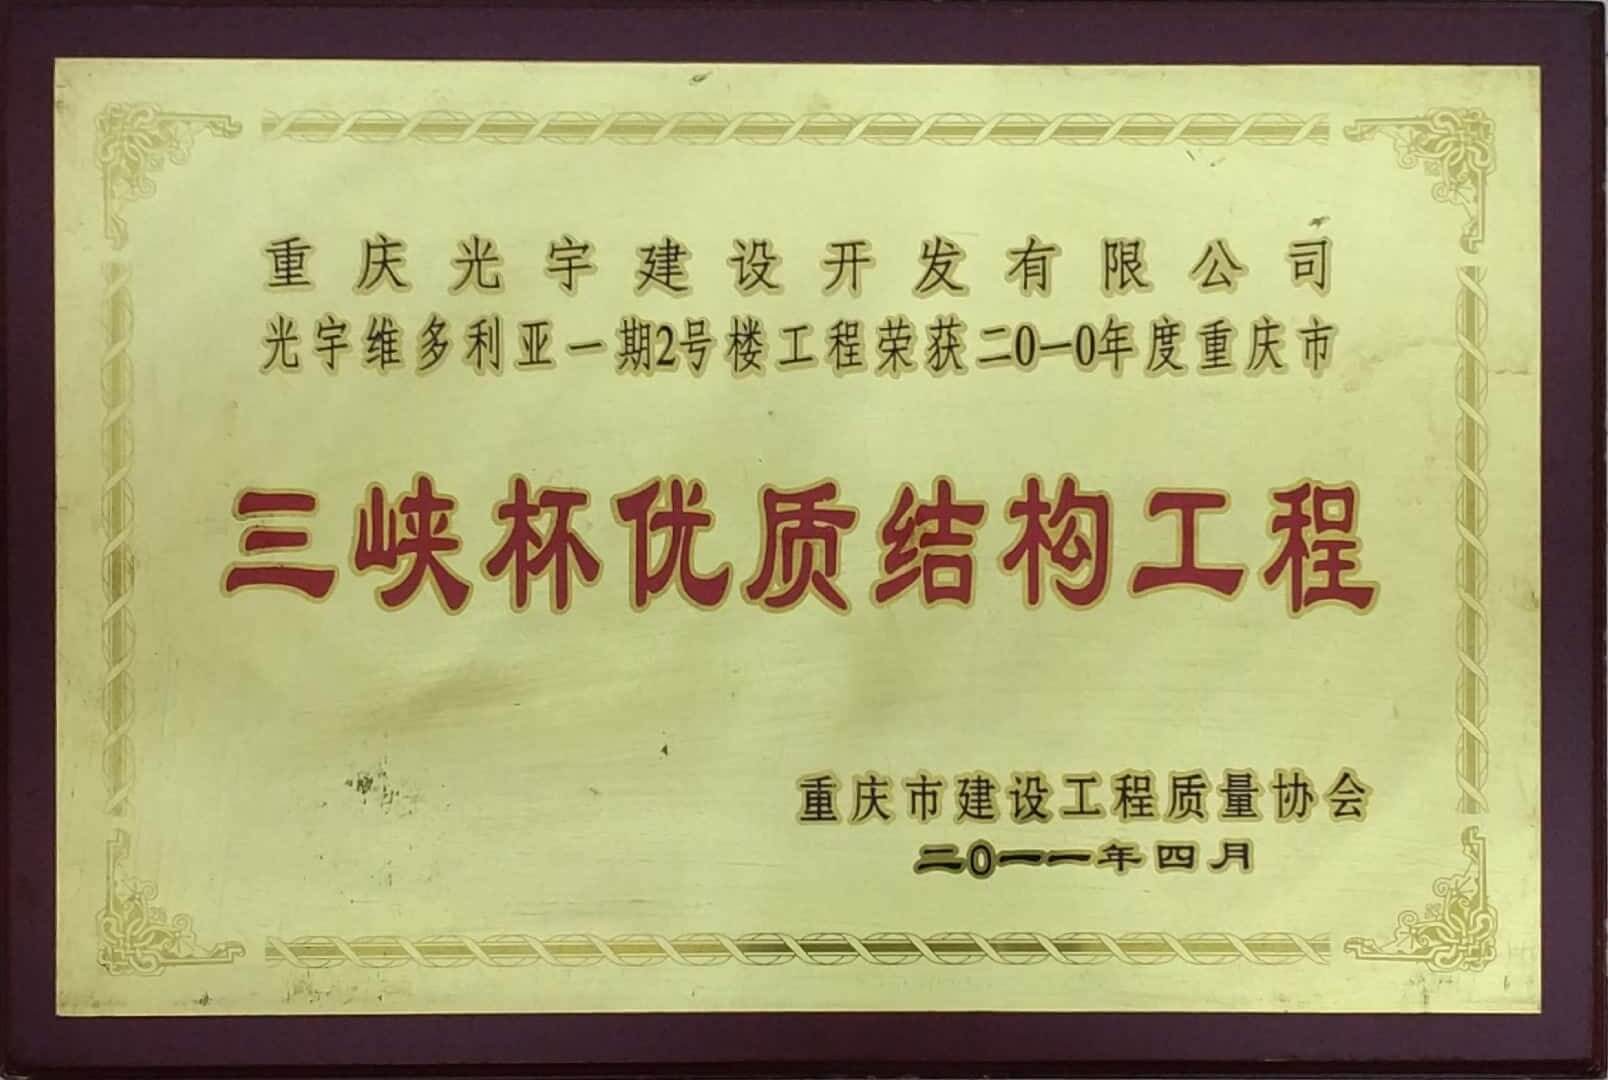 重庆光宇建设开发有限公司
光宇维多利亚一期2号楼工程荣获二0一0年度重庆市
三峡杯优质结构工程
重庆市建设工程质量协会
二0一一年四月